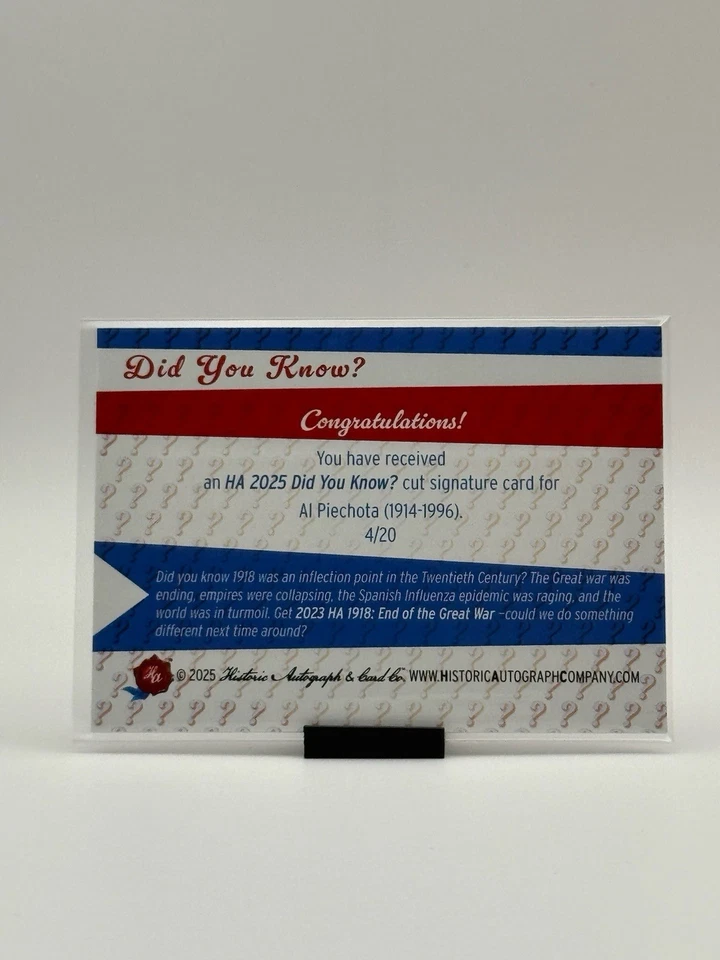 Did You Know?
Congratulations!
You have received
an HA 2025 Did You Know? cut signature card for
Al Piechota (1914-1996).
4/20
Did you know 1918 was an inflection point in the Twentieth Century? The Great war was
ending, empires were collapsing, the Spanish Influenza epidemic was raging, and the
world was in turmoil. Get 2023 HA 1918: End of the Great War –could we do something
different next time around?
Ha © 2025 Historic Autograph & Card Co. WWW.HISTORICAUTOGRAPHCOMPANY.COM